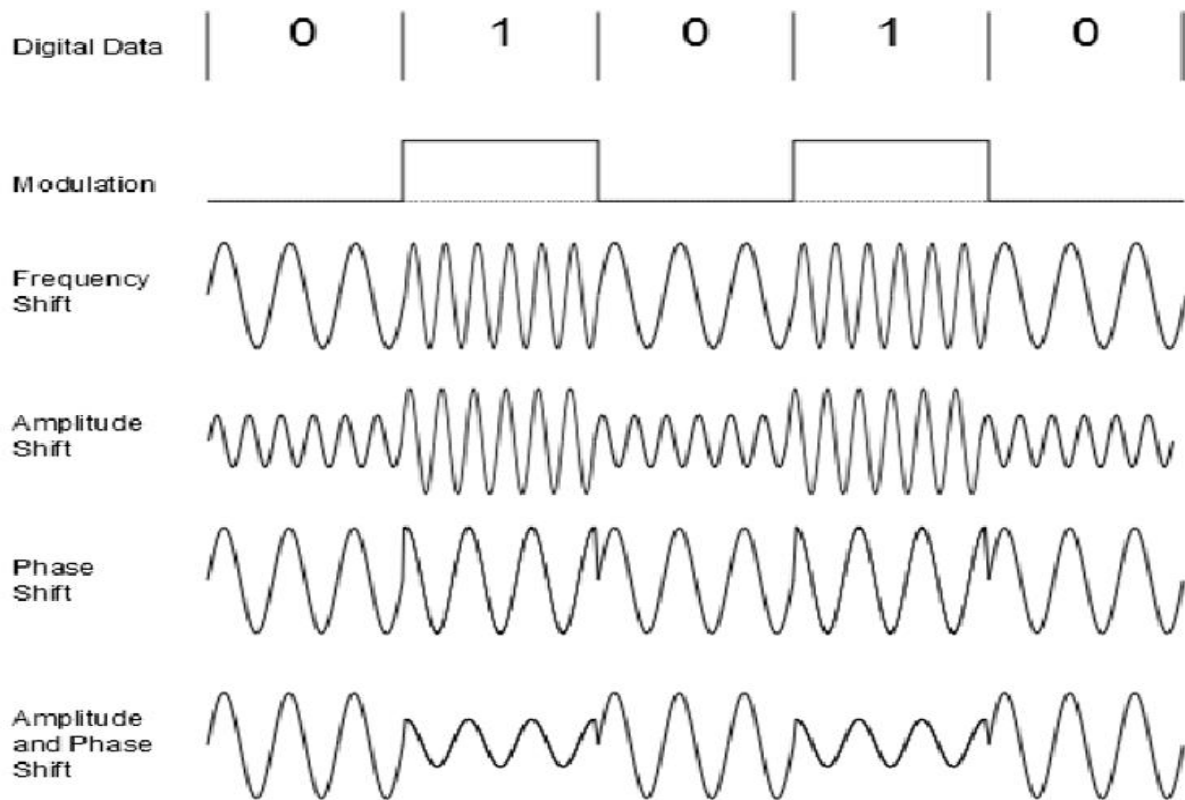 Digital Data 0 1 0 1 0
Modulation
Frequency
Shift
Amplitude
Shift
Phase
Shift
Amplitude
and Phase
Shift